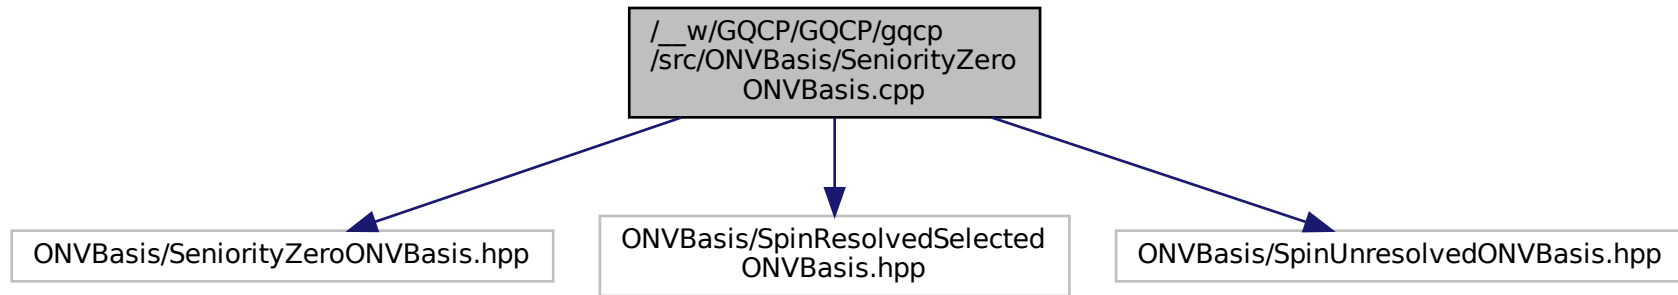 /__w/GQCP/GQCP/gqcp
/src/ONVBasis/SeniorityZero
ONVBasis.cpp
ONVBasis/SeniorityZeroONVBasis.hpp
ONVBasis/SpinResolvedSelected
ONVBasis.hpp
ONVBasis/SpinUnresolvedONVBasis.hpp